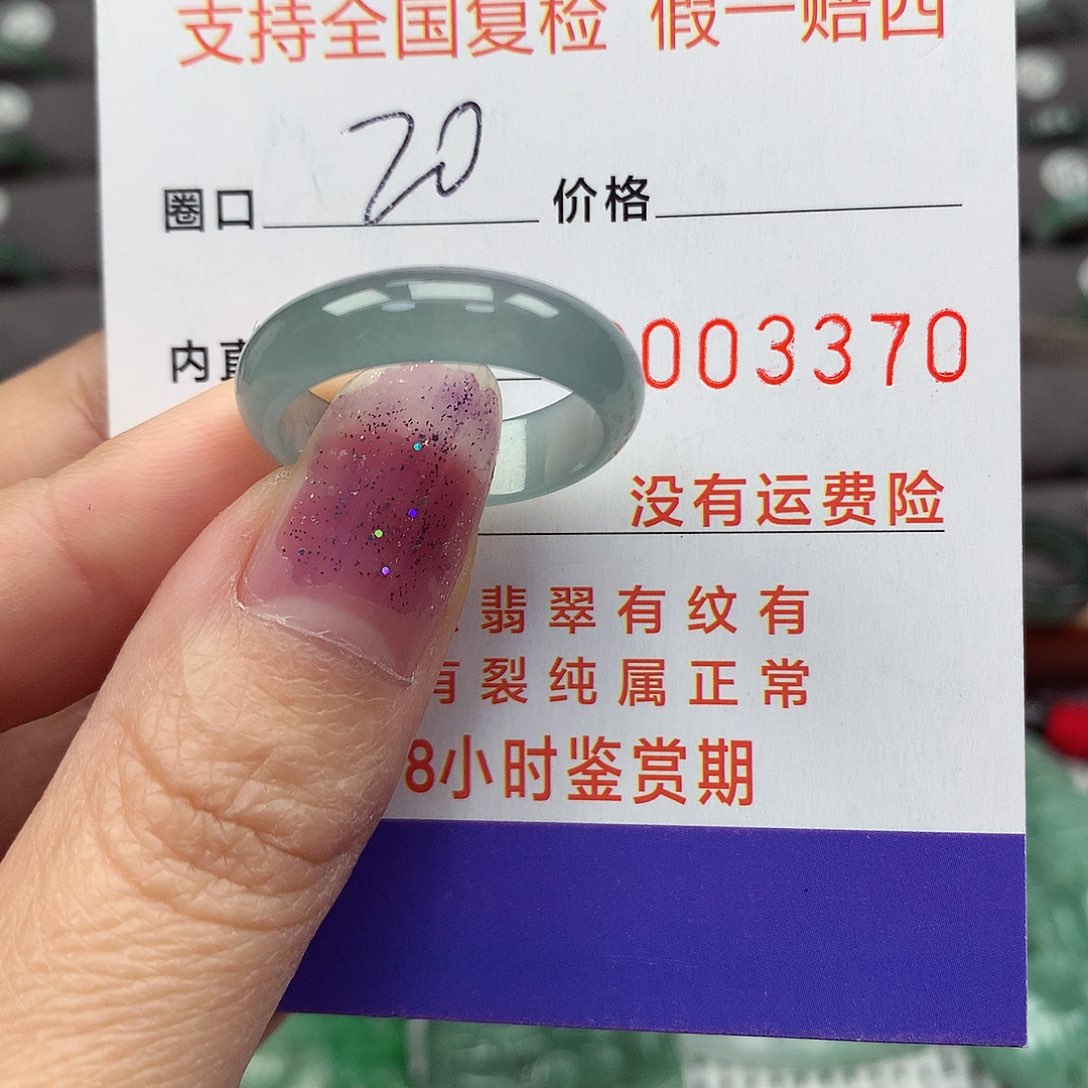 支持全国复检 假一赔四
圈口 20 价格
内直 003370
没有运费险
翡翠有纹有
有裂纯属正常
8小时鉴赏期